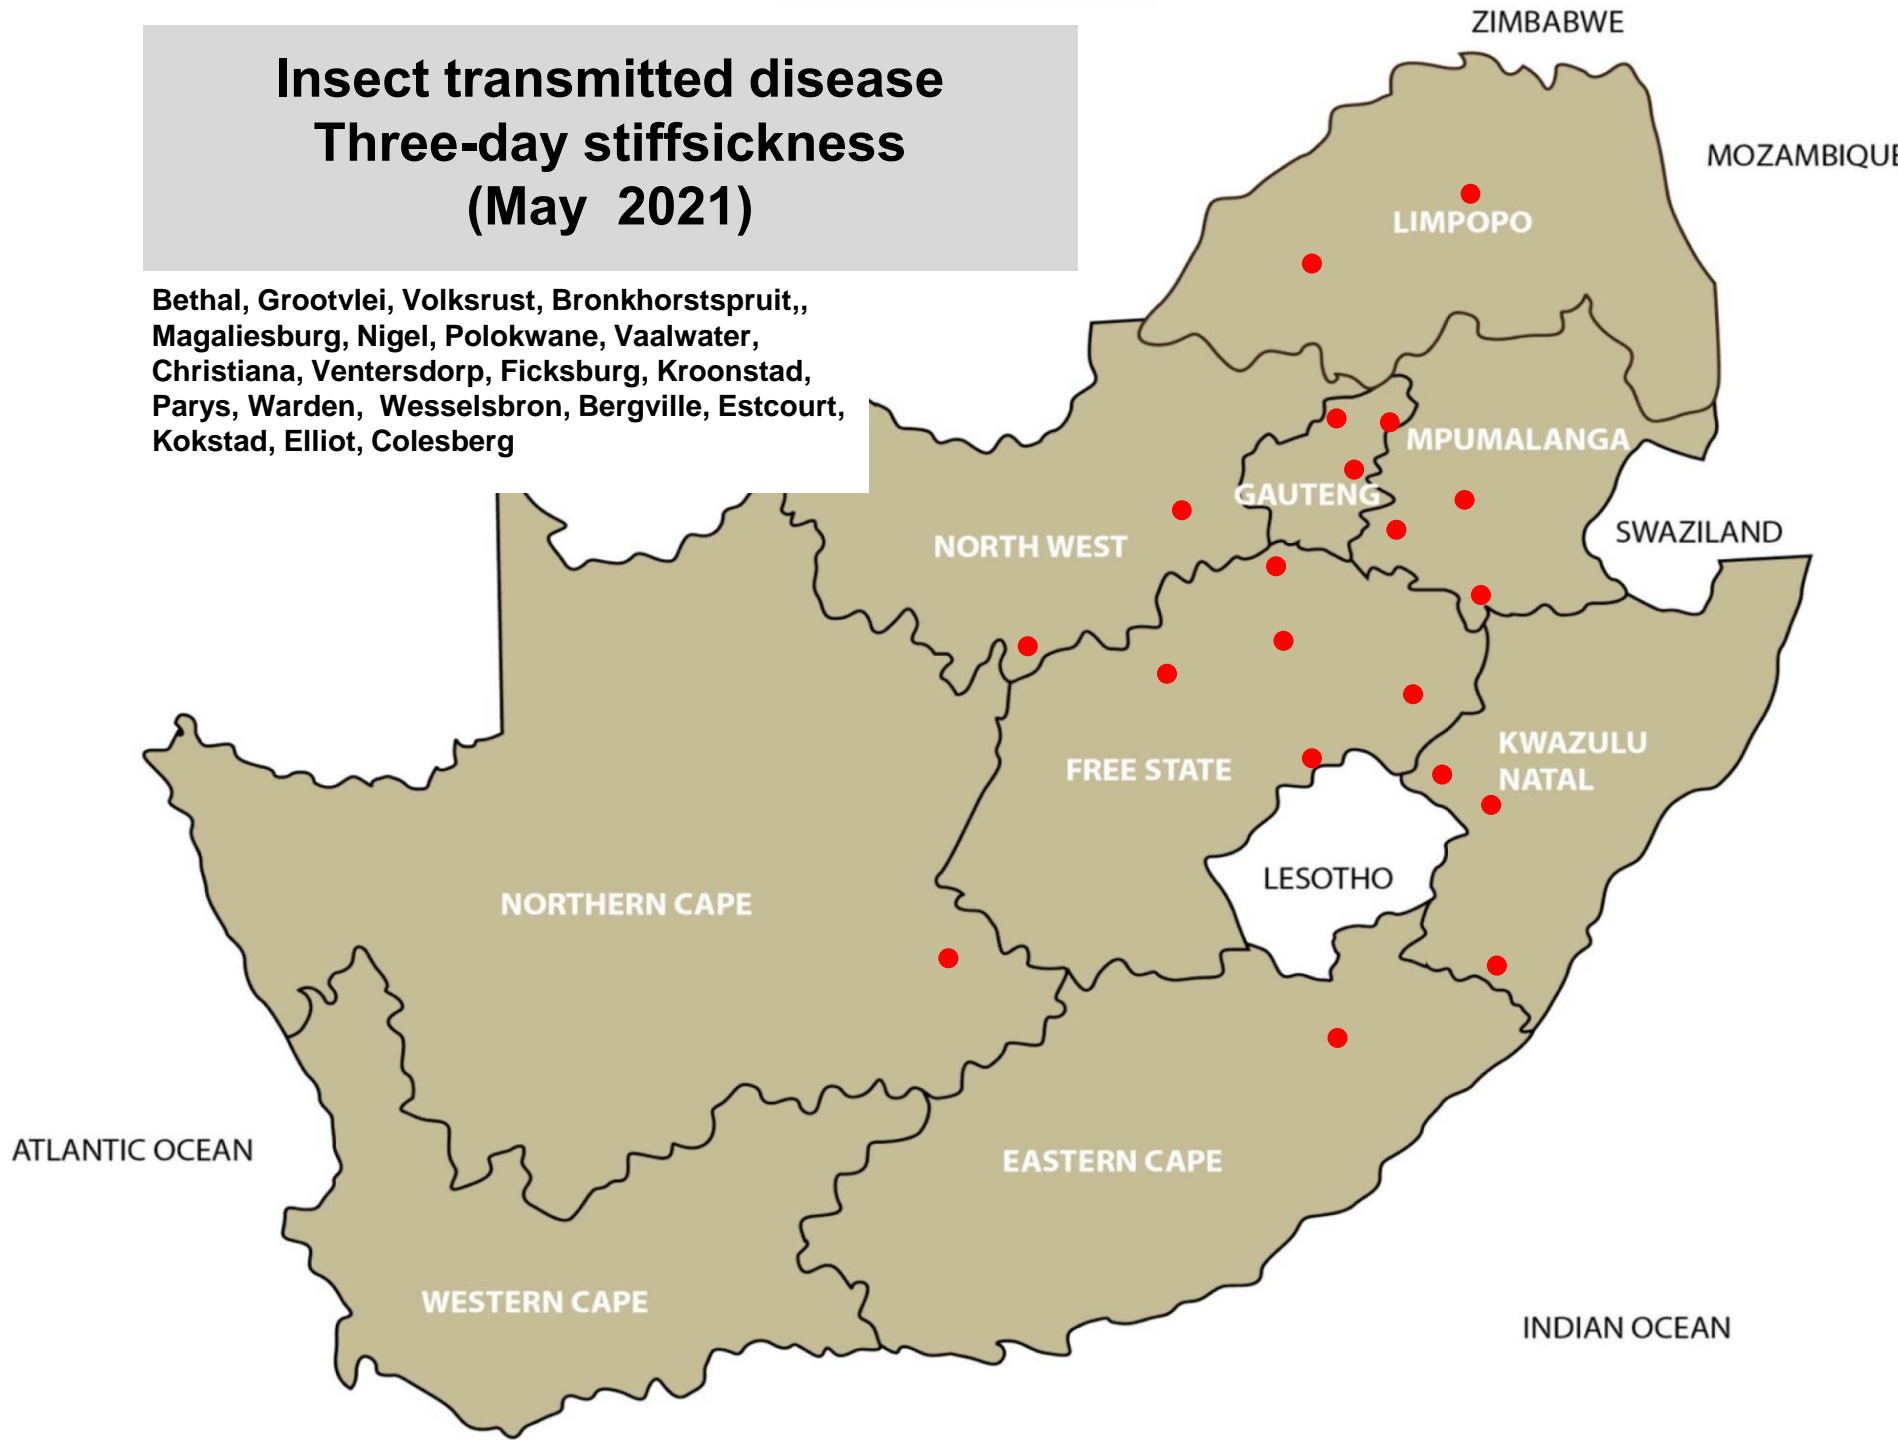 Insect transmitted disease
Three-day stiffsickness
(May  2021)
Bethal, Grootvlei, Volksrust, Bronkhorstspruit,,
Magaliesburg, Nigel, Polokwane, Vaalwater,
Christiana, Ventersdorp, Ficksburg, Kroonstad,
Parys, Warden,  Wesselsbron, Bergville, Estcourt,
Kokstad, Elliot, Colesberg
ZIMBABWE
MOZAMBIQUE
LIMPOPO
MPUMALANGA
GAUTENG
NORTH WEST
SWAZILAND
KWAZULU
NATAL
FREE STATE
LESOTHO
NORTHERN CAPE
ATLANTIC OCEAN
EASTERN CAPE
WESTERN CAPE
INDIAN OCEAN